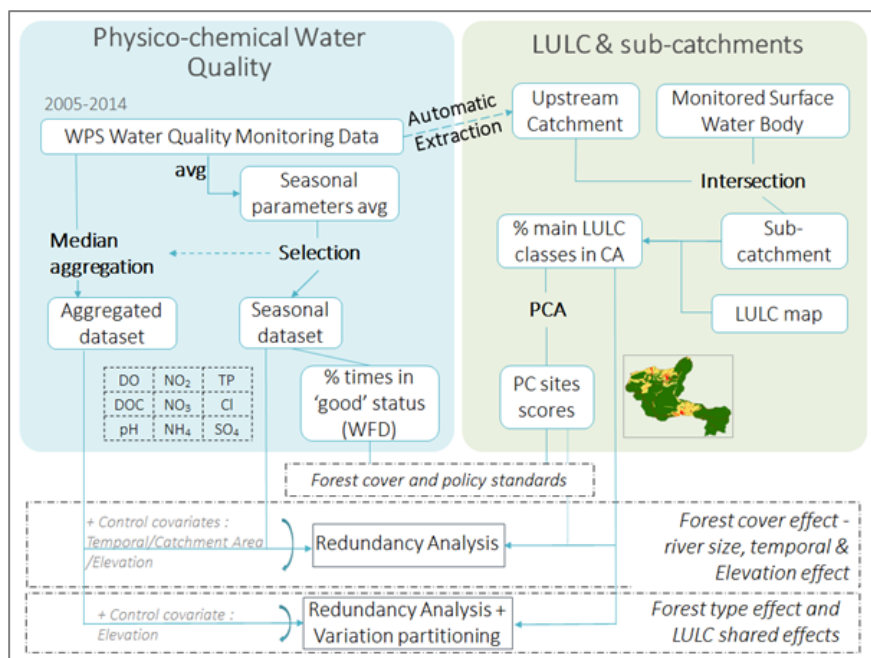 Physico-chemical Water
Quality
2005-2014
WPS Water Quality Monitoring Data
avg
Seasonal
parameters avg
Median
aggregation
Selection
Aggregated
dataset
Seasonal
dataset
DO NO₂ TP
DOC NO₃ Cl
pH NH₄ SO₄
% times in
‘good’ status
(WFD)
Automatic
Extraction
LULC & sub-catchments
Upstream
Catchment
Monitored Surface
Water Body
Intersection
% main LULC
classes in CA
Sub-
catchment
PCA
LULC map
PC sites
scores
Forest cover and policy standards
+ Control covariates :
Temporal/Catchment Area
/Elevation
Redundancy Analysis
Forest cover effect -
river size, temporal &
Elevation effect
+ Control covariate :
Elevation
Redundancy Analysis +
Variation partitioning
Forest type effect and
LULC shared effects